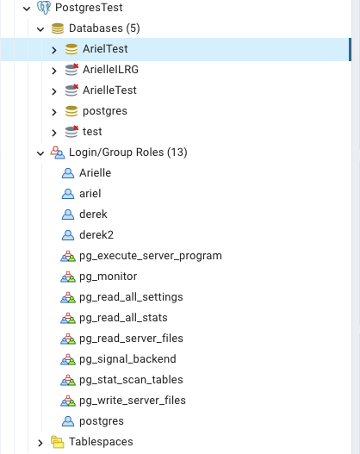 PostgresTest
Databases (5)
ArielTest
ArielleILRG
ArielleTest
postgres
test
Login/Group Roles (13)
Arielle
ariel
derek
derek2
pg_execute_server_program
pg_monitor
pg_read_all_settings
pg_read_all_stats
pg_read_server_files
pg_signal_backend
pg_stat_scan_tables
pg_write_server_files
postgres
Tablespaces